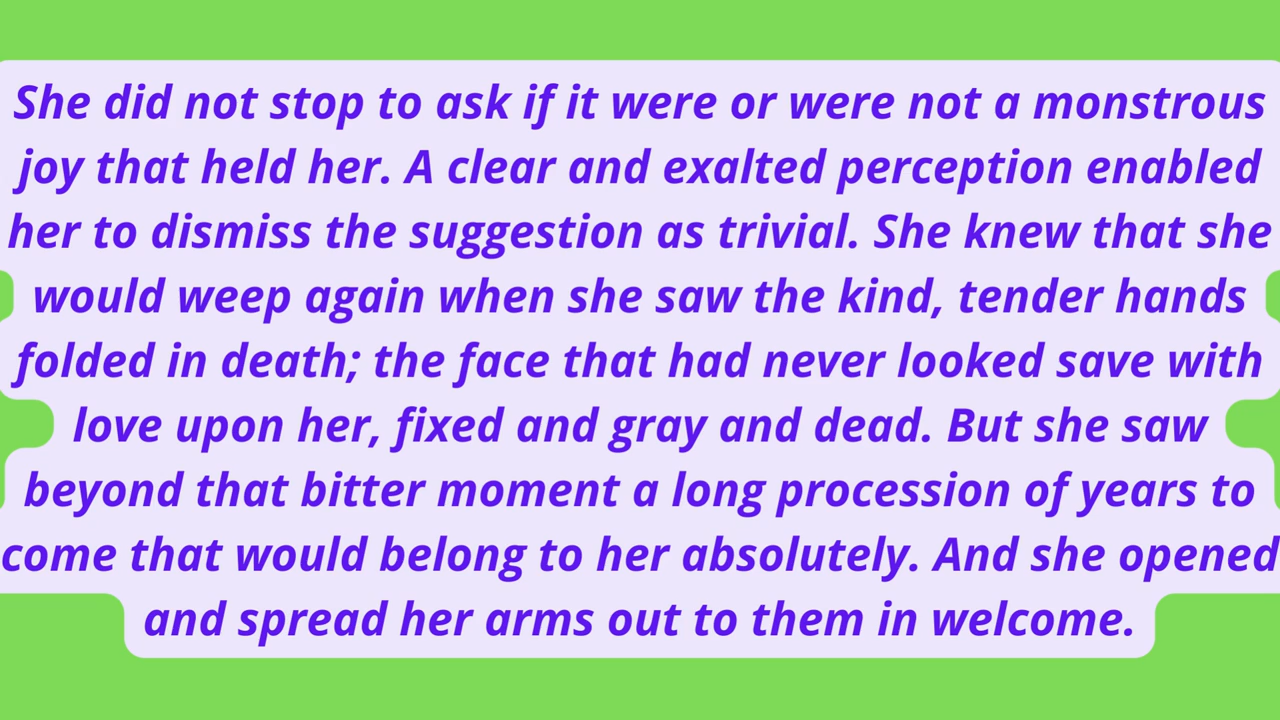 She did not stop to ask if it were or were not a monstrous
joy that held her. A clear and exalted perception enabled
her to dismiss the suggestion as trivial. She knew that she
would weep again when she saw the kind, tender hands
folded in death; the face that had never looked save with
love upon her, fixed and gray and dead. But she saw
beyond that bitter moment a long procession of years to
come that would belong to her absolutely. And she opened
and spread her arms out to them in welcome.